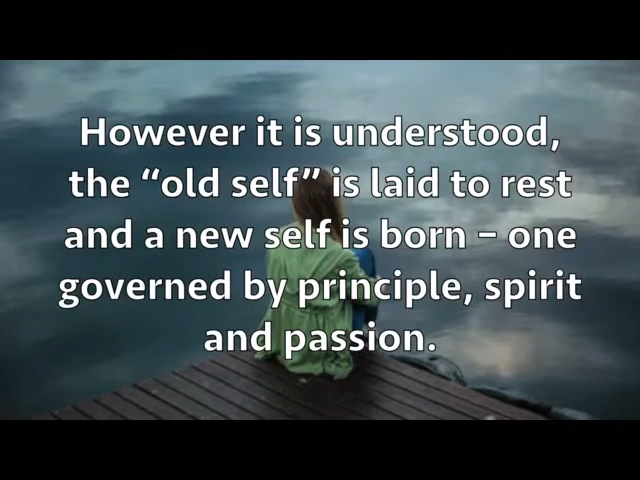 However it is understood,
the “old self” is laid to rest
and a new self is born – one
governed by principle, spirit
and passion.